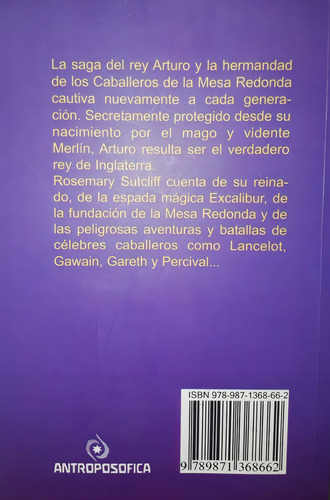 La saga del rey Arturo y la hermandad
de los Caballeros de la Mesa Redonda
cautiva nuevamente a cada genera-
ción. Secretamente protegido desde su
nacimiento por el mago y vidente
Merlín, Arturo resulta ser el verdadero
rey de Inglaterra.
Rosemary Sutcliff cuenta de su reina-
do, de la espada mágica Excalibur, de
la fundación de la Mesa Redonda y de
las peligrosas aventuras y batallas de
célebres caballeros como Lancelot,
Gawain, Gareth y Percival...
ISBN 978-987-1368-66-2
9 789871 368662
ANTROPOSOFICA